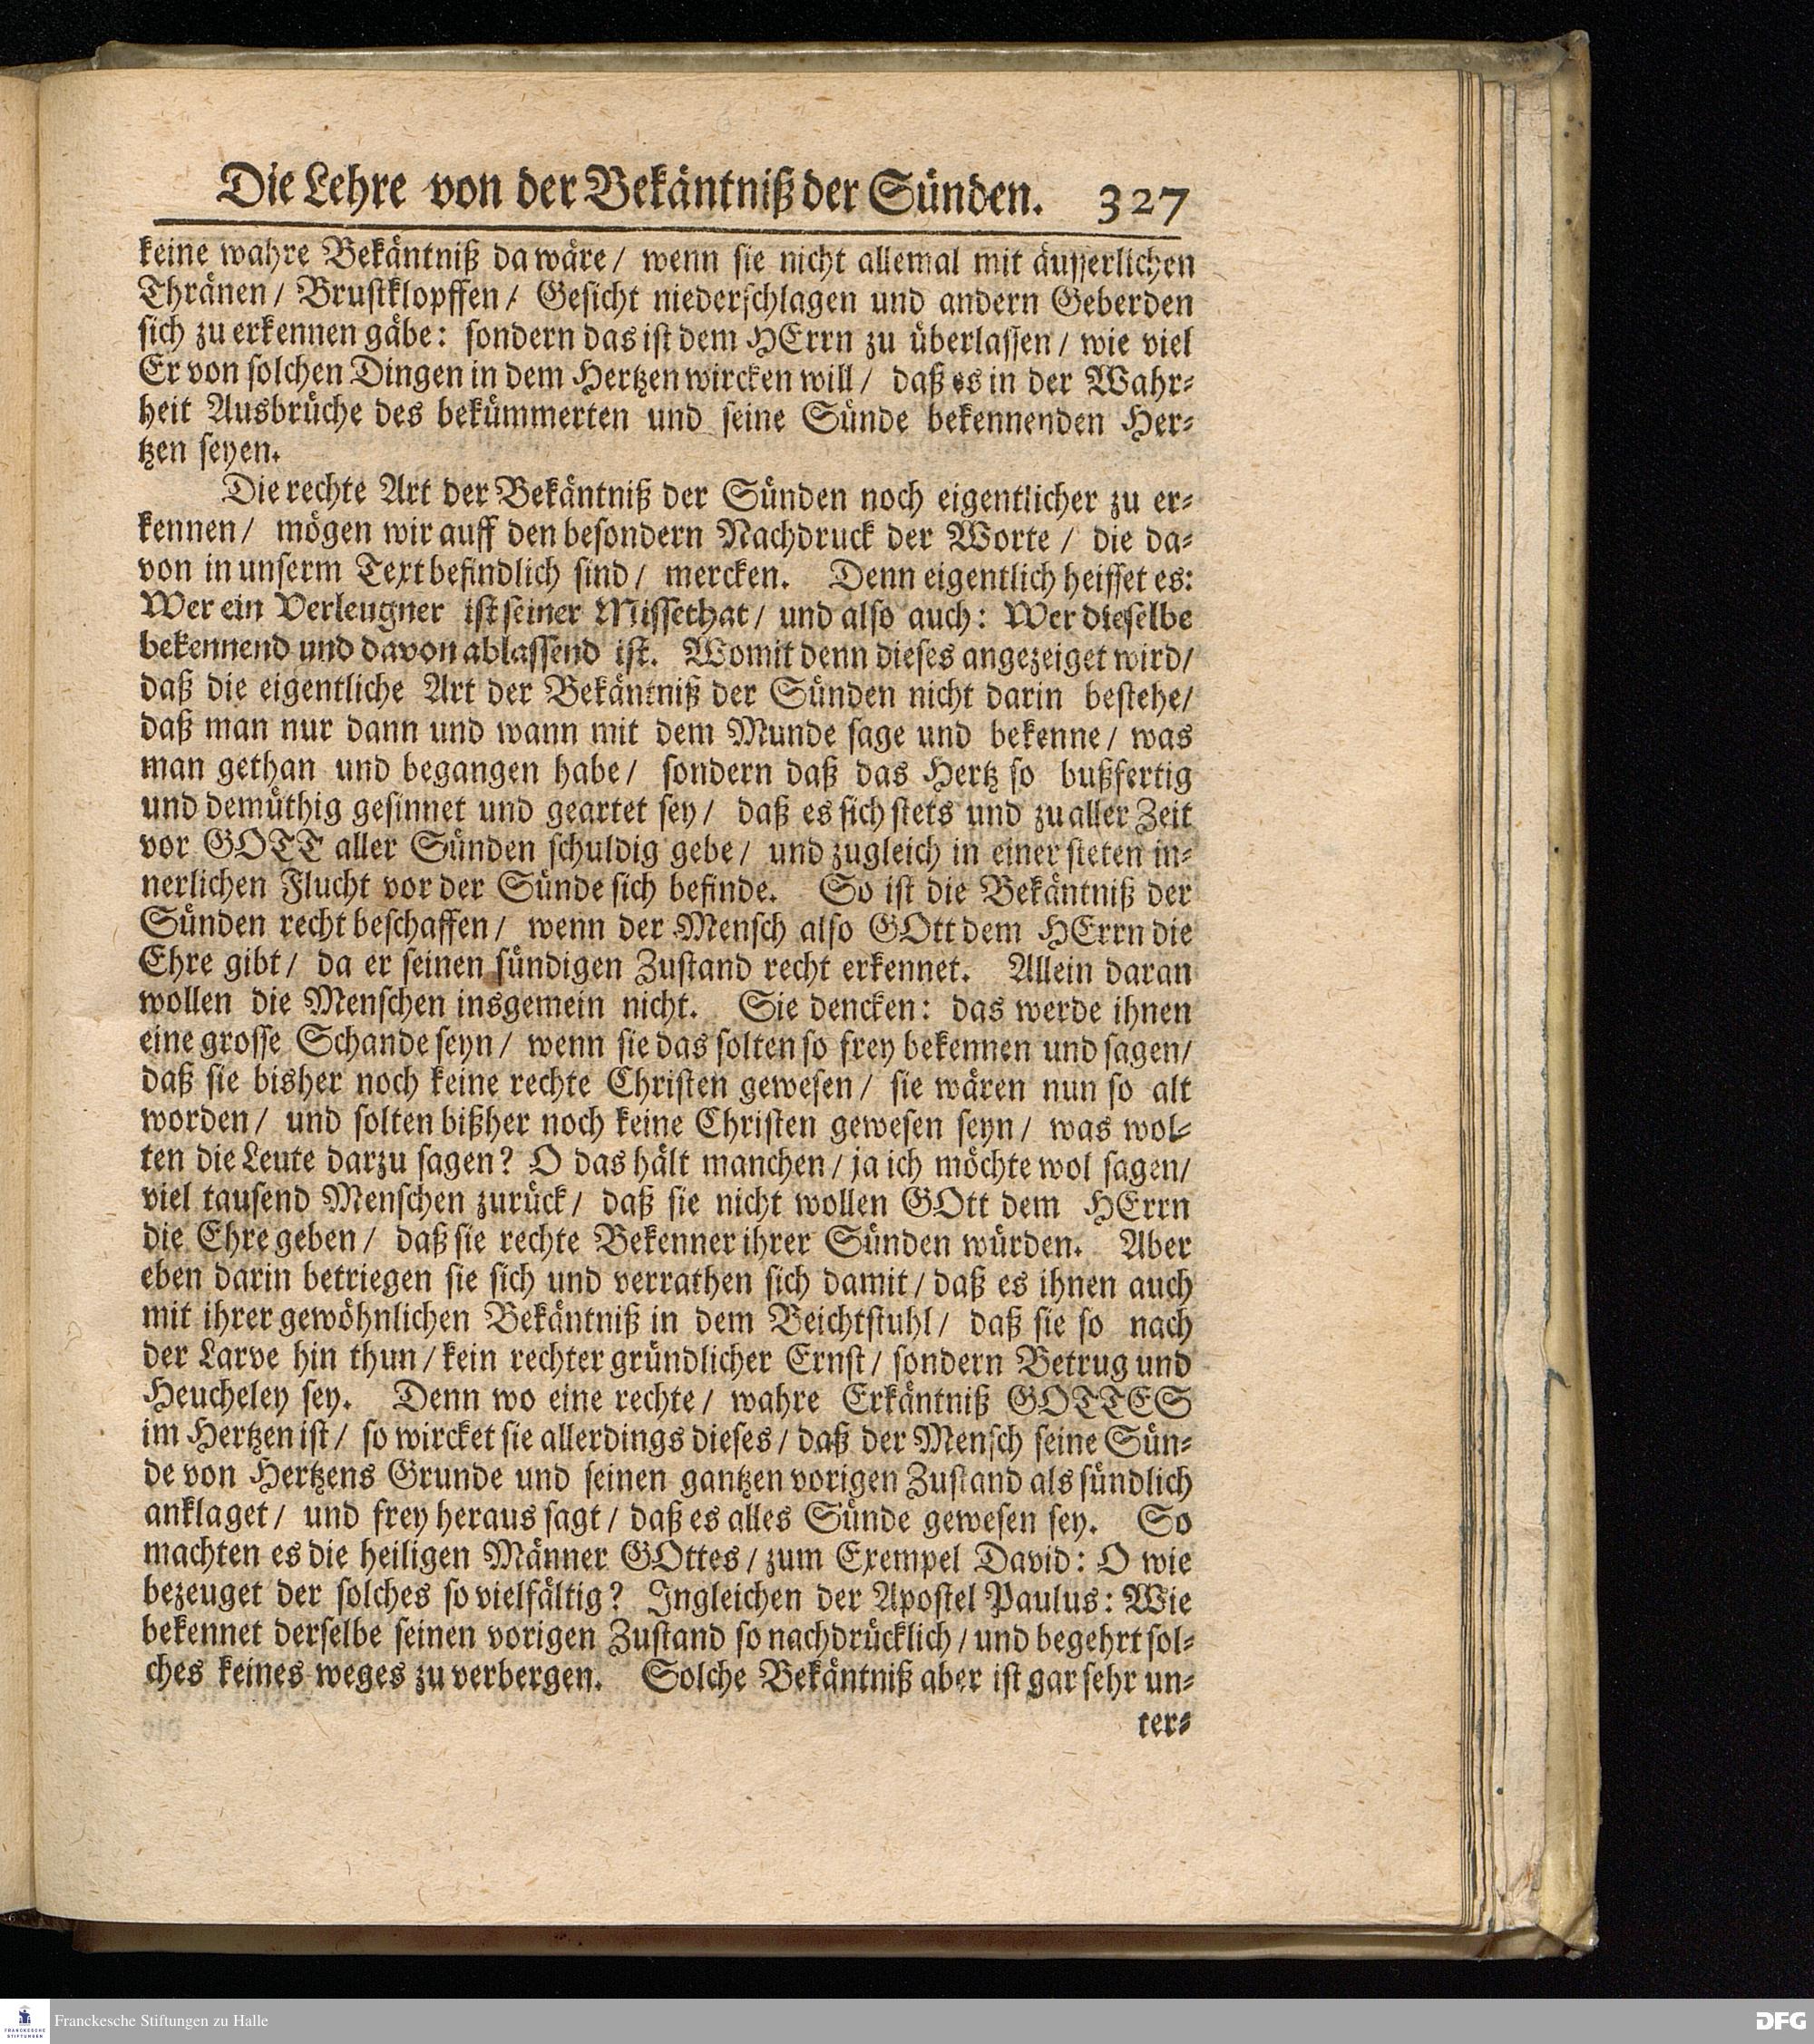 Die Lehre von der Bekäntniß der Sünden. 327
keine wahre Bekäntniß da wäre / wenn sie nicht allemal mit äusserlichen
Thränen / Brustklopffen / Gesicht niederschlagen und andern Geberden
sich zu erkennen gäbe: sondern das ist dem HErrn zu überlassen / wie viel
Er von solchen Dingen in dem Hertzen wircken will / daß es in der Wahr-
heit Ausbrüche des bekümmerten und seine Sünde bekennenden Her-
tzen seyen.
Die rechte Art der Bekäntniß der Sünden noch eigentlicher zu er-
kennen / mögen wir auff den besondern Nachdruck der Worte / die da-
von in unserm Text befindlich sind / mercken. Denn eigentlich heisset es:
Wer ein Verleugner ist seiner Missethat / und also auch: Wer dieselbe
bekennend und davon ablassend ist. Womit denn dieses angezeiget wird /
daß die eigentliche Art der Bekäntniß der Sünden nicht darin bestehe /
daß man nur dann und wann mit dem Munde sage und bekenne / was
man gethan und begangen habe / sondern daß das Hertz so bußfertig
und demüthig gesinnet und geartet sey / daß es sich stets und zu aller Zeit
vor GOTT aller Sünden schuldig gebe / und zugleich in einer steten in-
nerlichen Flucht vor der Sünde sich befinde. So ist die Bekäntniß der
Sünden recht beschaffen / wenn der Mensch also GOtt dem HErrn die
Ehre gibt / da er seinen sündigen Zustand recht erkennet. Allein daran
wollen die Menschen insgemein nicht. Sie dencken: das werde ihnen
eine grosse Schande seyn / wenn sie das solten so frey bekennen und sagen /
daß sie bisher noch keine rechte Christen gewesen / sie wären nun so alt
worden / und solten bißher noch keine Christen gewesen seyn / was wol-
ten die Leute darzu sagen? O das hält manchen / ja ich möchte wol sagen /
viel tausend Menschen zurück / daß sie nicht wollen GOtt dem HErrn
die Ehre geben / daß sie rechte Bekenner ihrer Sünden würden. Aber
eben darin betriegen sie sich und verrathen sich damit / daß es ihnen auch
mit ihrer gewöhnlichen Bekäntniß in dem Beichtstuhl / daß sie so nach
der Larve hin thun / kein rechter gründlicher Ernst / sondern Betrug und
Heucheley sey. Denn wo eine rechte / wahre Erkäntniß GOTTES
im Hertzen ist / so wircket sie allerdings dieses / daß der Mensch seine Sün-
de von Hertzens Grunde und seinen gantzen vorigen Zustand als sündlich
anklaget / und frey heraus sagt / daß es alles Sünde gewesen sey. So
machten es die heiligen Männer GOttes / zum Exempel David: O wie
bezeuget der solches so vielfältig? Ingleichen der Apostel Paulus: Wie
bekennet derselbe seinen vorigen Zustand so nachdrücklich / und begehrt sol-
ches keines weges zu verbergen. Solche Bekäntniß aber ist gar sehr un-
ter-
FRANCKESCHE STIFTUNGEN
Franckesche Stiftungen zu Halle
DFG